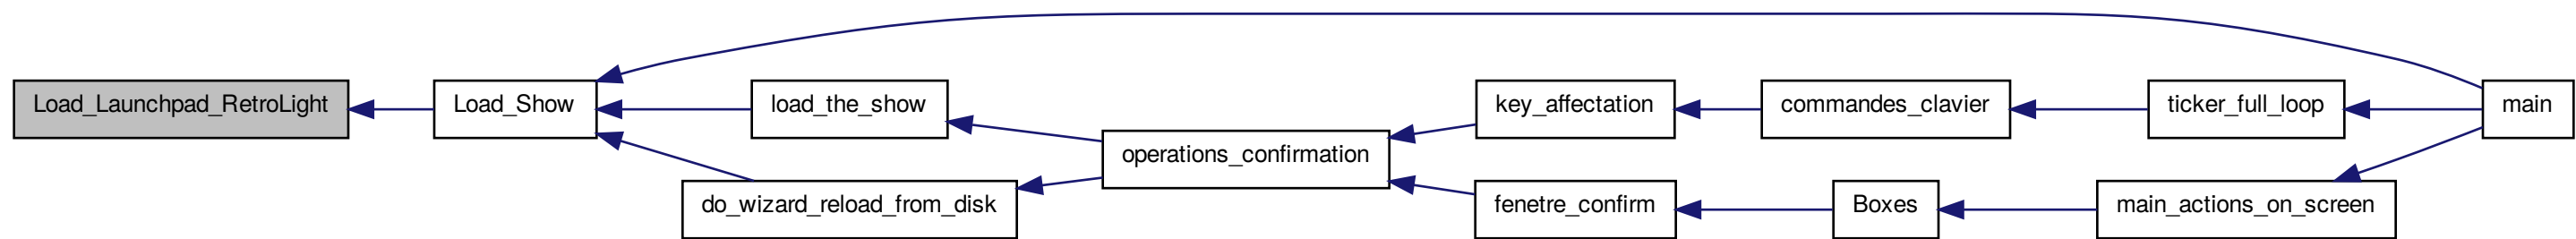 Load_Launchpad_RetroLight
Load_Show
load_the_show
do_wizard_reload_from_disk
operations_confirmation
key_affectation
commandes_clavier
ticker_full_loop
main
fenetre_confirm
Boxes
main_actions_on_screen